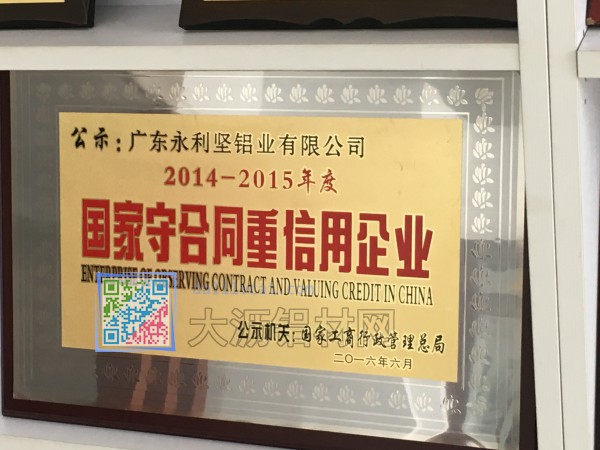 公示：广东永利坚铝业有限公司
2014-2015年度
国家守合同重信用企业
ENTERPRISE OF OBSERVING CONTRACT AND VALUING CREDIT IN CHINA
大沥铝材网
公示机关：国家工商行政管理总局
二〇一六年六月